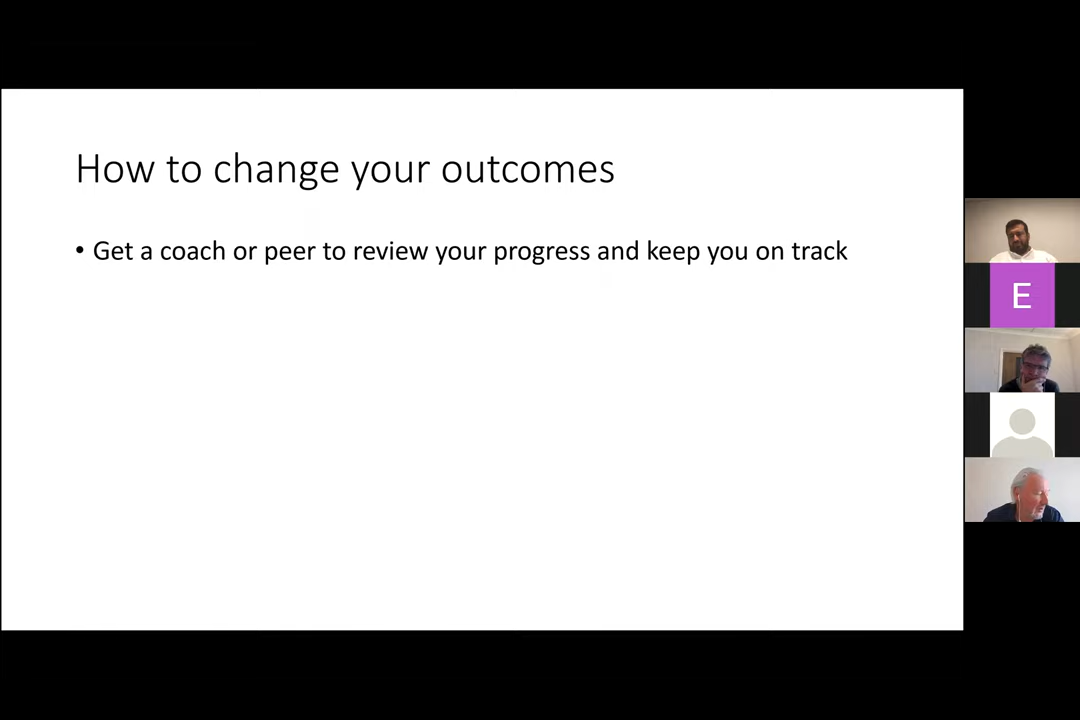 How to change your outcomes
• Get a coach or peer to review your progress and keep you on track
E